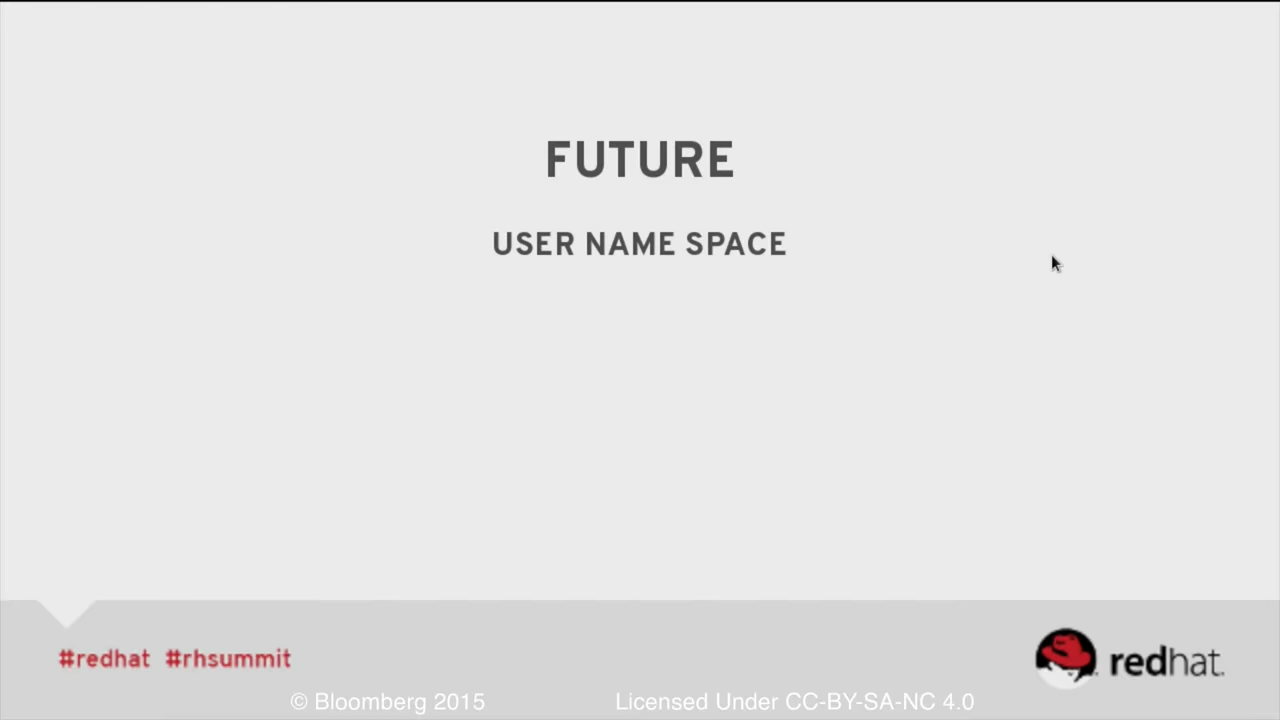 FUTURE
USER NAME SPACE
#redhat #rhsummit
redhat.
© Bloomberg 2015 Licensed Under CC-BY-SA-NC 4.0